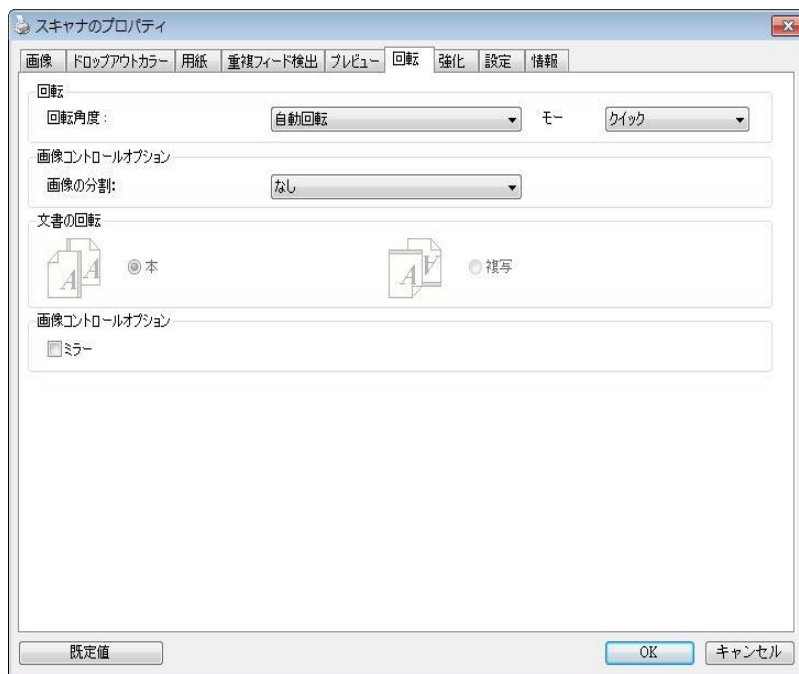 スキャナのプロパティ
画像 ドロップアウトカラー 用紙 重複フィード検出 プレビュー 回転 強化 設定 情報
回転
回転角度: 自動回転 モー クイック
画像コントロールオプション
画像の分割: なし
文書の回転
A A 本 A A 複写
画像コントロールオプション
ミラー
既定値 OK キャンセル